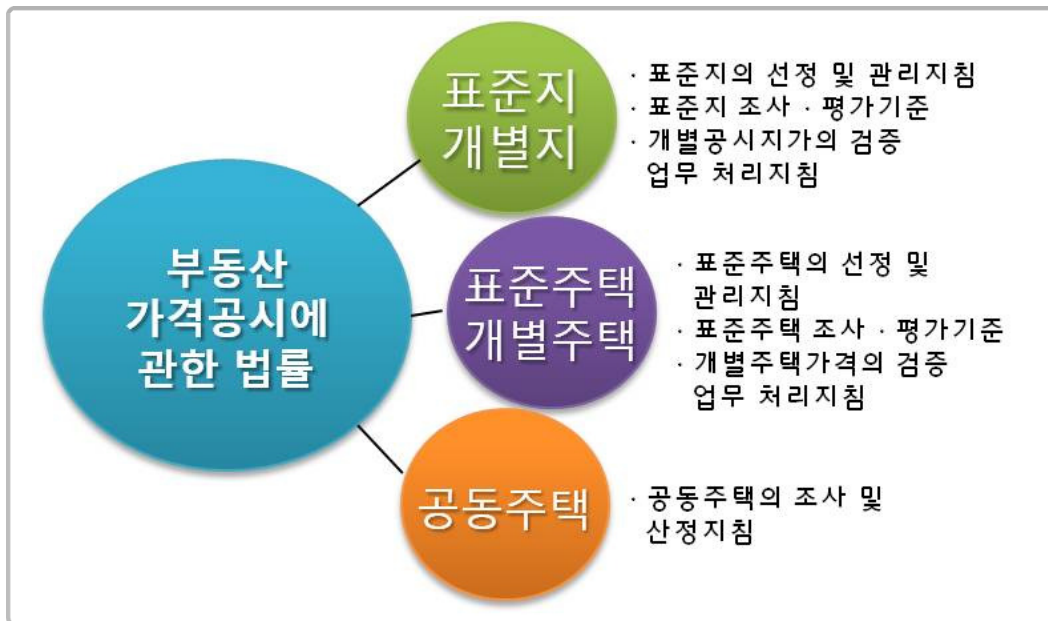 부동산
가격공시에
관한 법률
표준지
개별지
· 표준지의 선정 및 관리지침
· 표준지 조사 · 평가기준
· 개별공시지가의 검증
업무 처리지침
표준주택
개별주택
· 표준주택의 선정 및
관리지침
· 표준주택 조사 · 평가기준
· 개별주택가격의 검증
업무 처리지침
공동주택
· 공동주택의 조사 및
산정지침